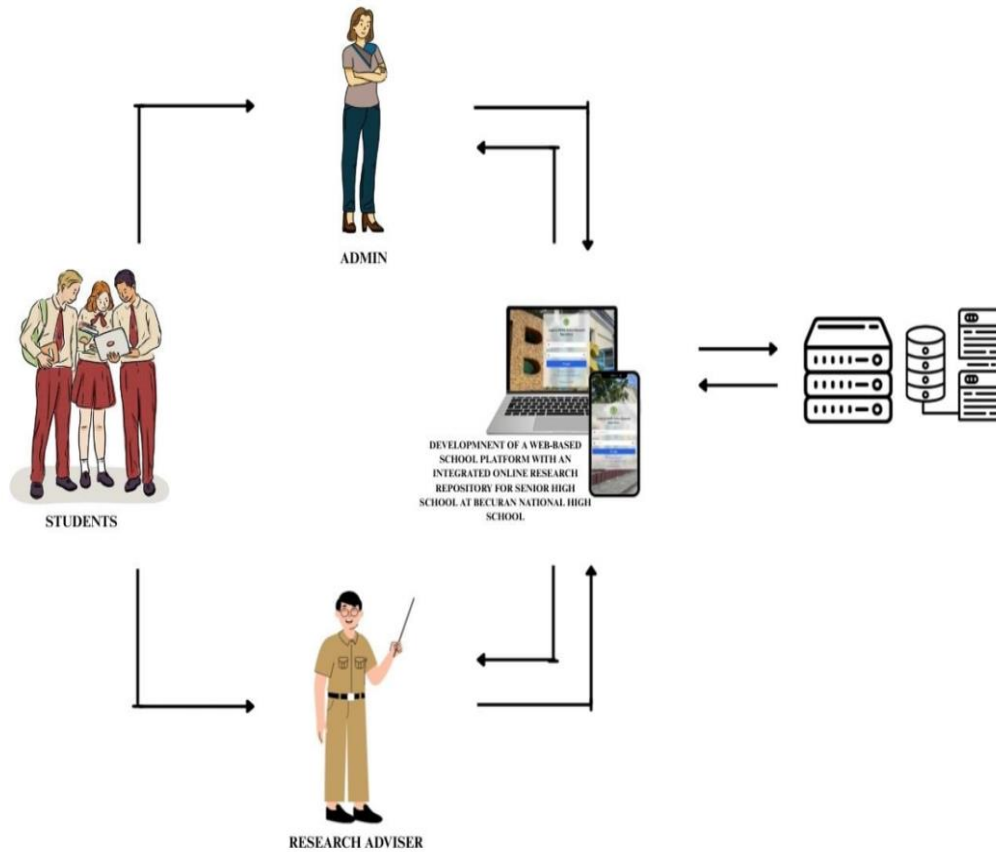 ADMIN
STUDENTS
DEVELOPMNENT OF A WEB-BASED
SCHOOL PLATFORM WITH AN
INTEGRATED ONLINE RESEARCH
REPOSITORY FOR SENIOR HIGH
SCHOOL AT BECURAN NATIONAL HIGH
SCHOOL
RESEARCH ADVISER